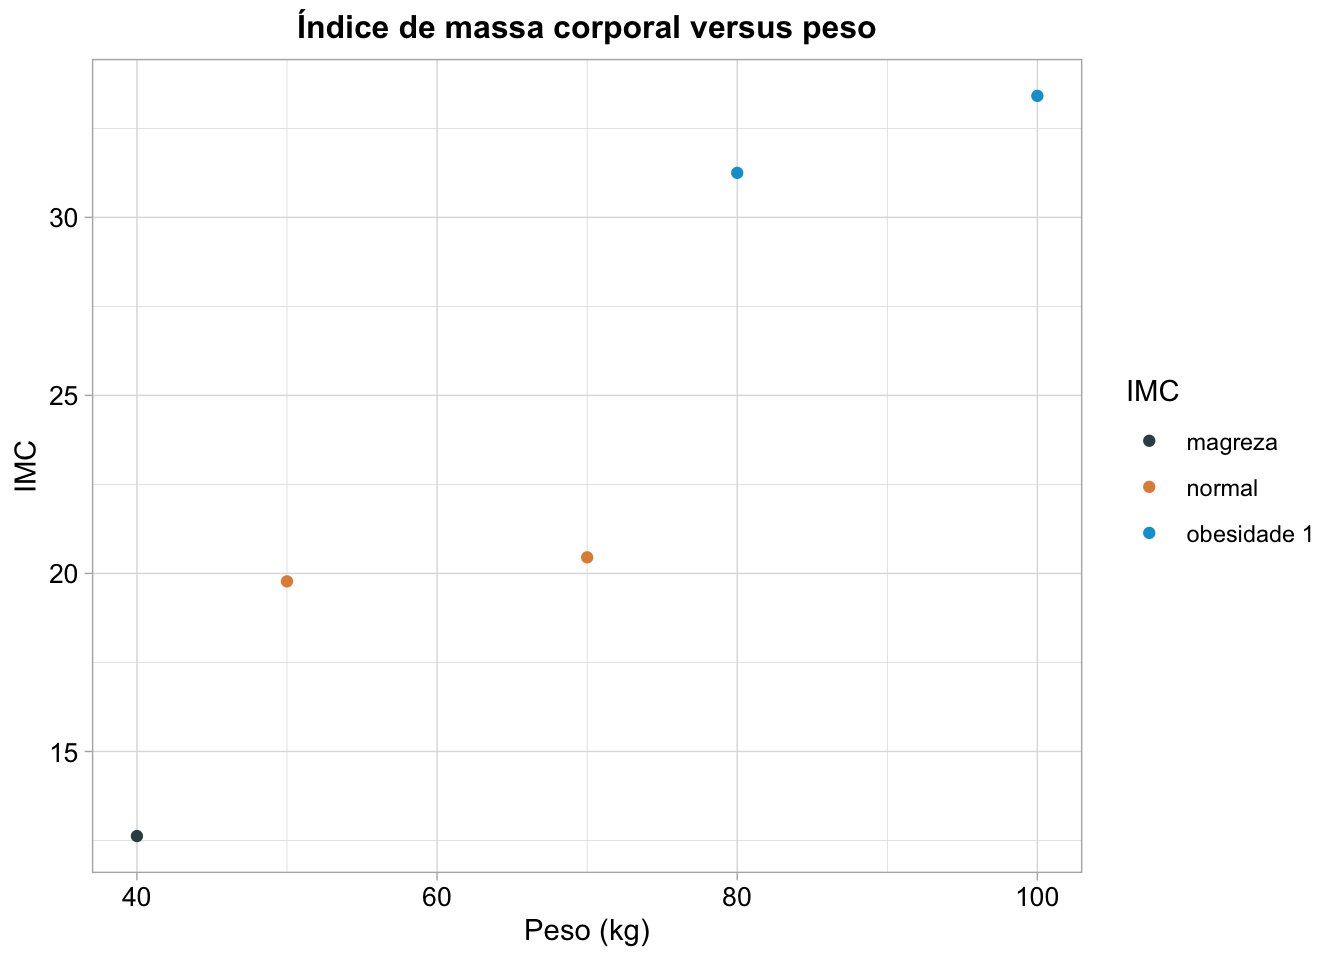 Índice de massa corporal versus peso
IMC
30
25
20
15
40
60
80
100
Peso (kg)
IMC
magreza
normal
obesidade 1